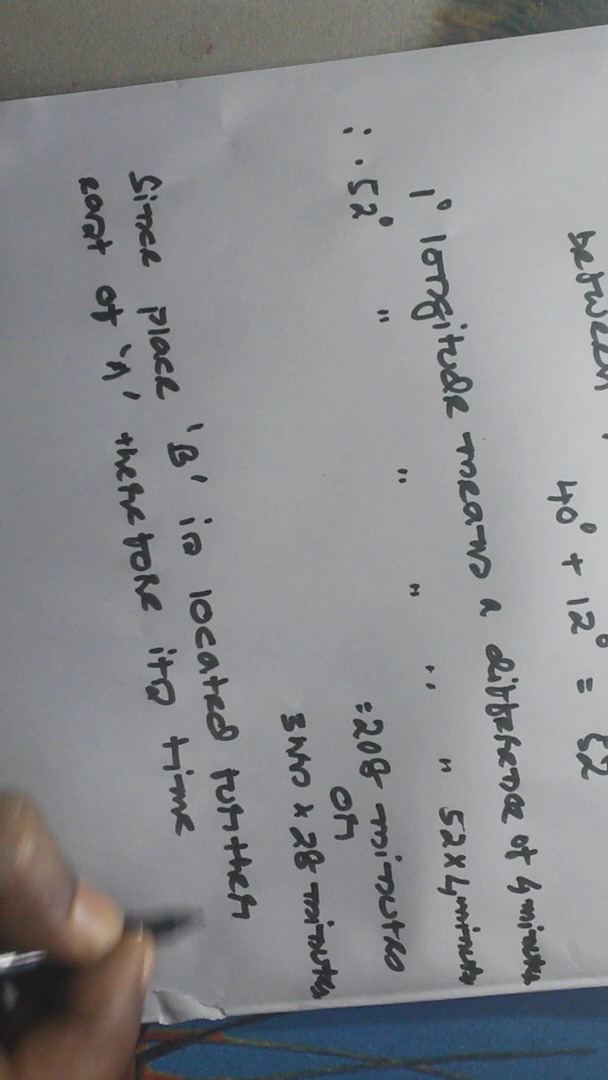 between
40° + 12° = 52
1° longitude means a difference of 4 minutes
∴ 52° " " " " " 52 x 4 minutes
= 208 minutes
or
3 hrs x 28 minutes
Since place 'B' is located further
east of 'A' therefore its time